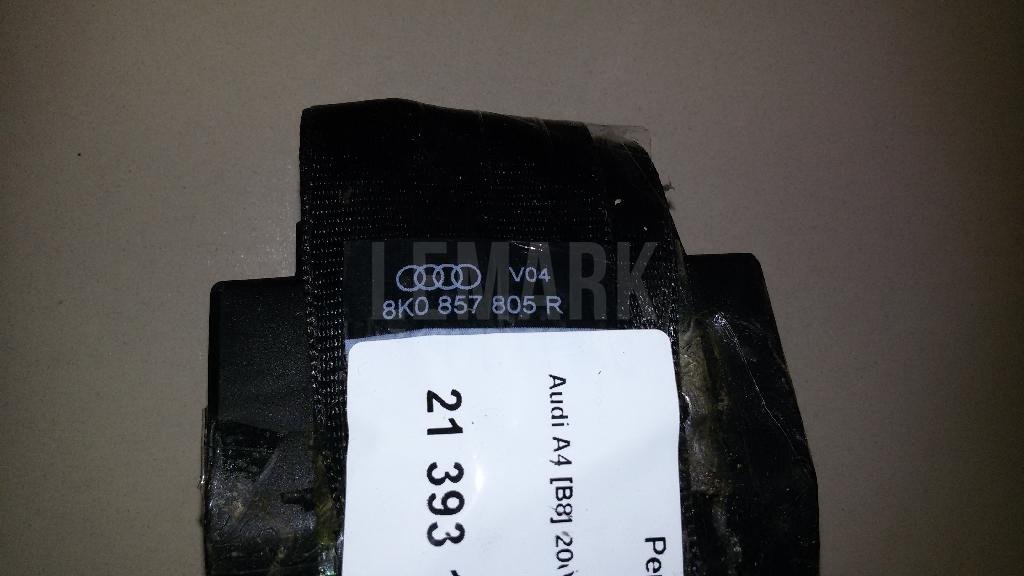 LEMARK
V04
8K0 857 805 R
Audi A4 [B8]
21 393